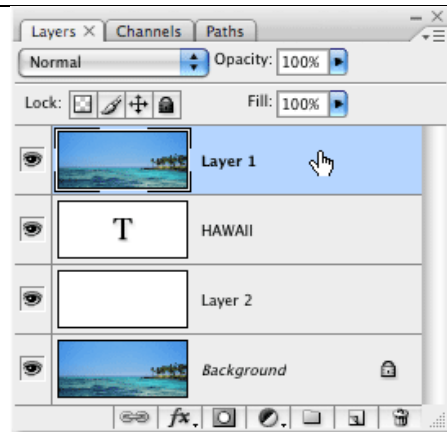 Layers × Channels Paths
Normal Opacity: 100%
Lock: Fill: 100%
Layer 1
T HAWAII
Layer 2
Background
fx.